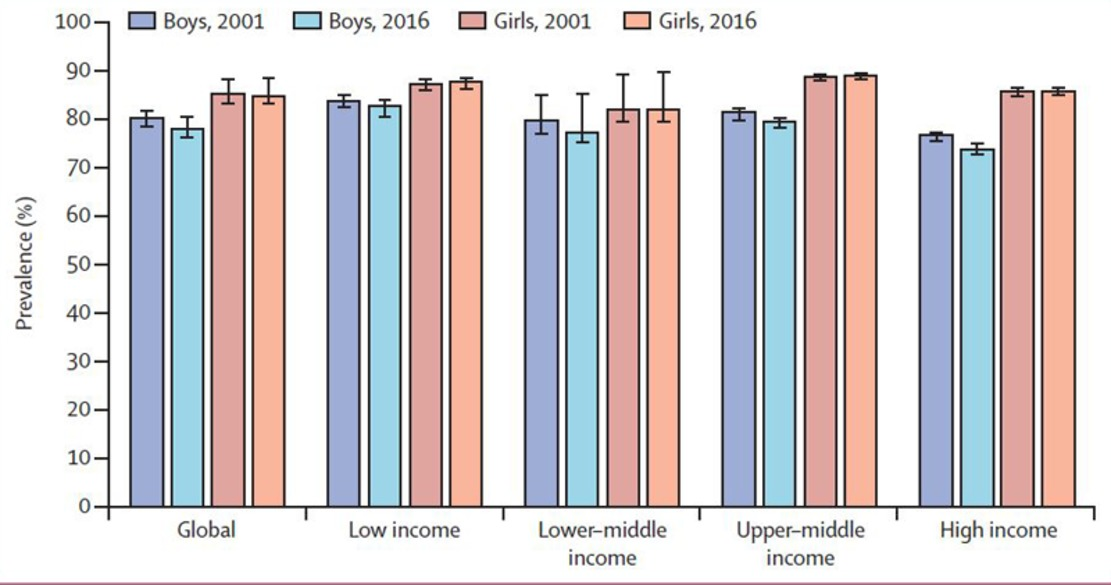 Boys, 2001 Boys, 2016 Girls, 2001 Girls, 2016
100
90
80
70
60
50
40
30
20
10
0
Prevalence (%)
Global Low income Lower–middle Upper–middle High income
income income